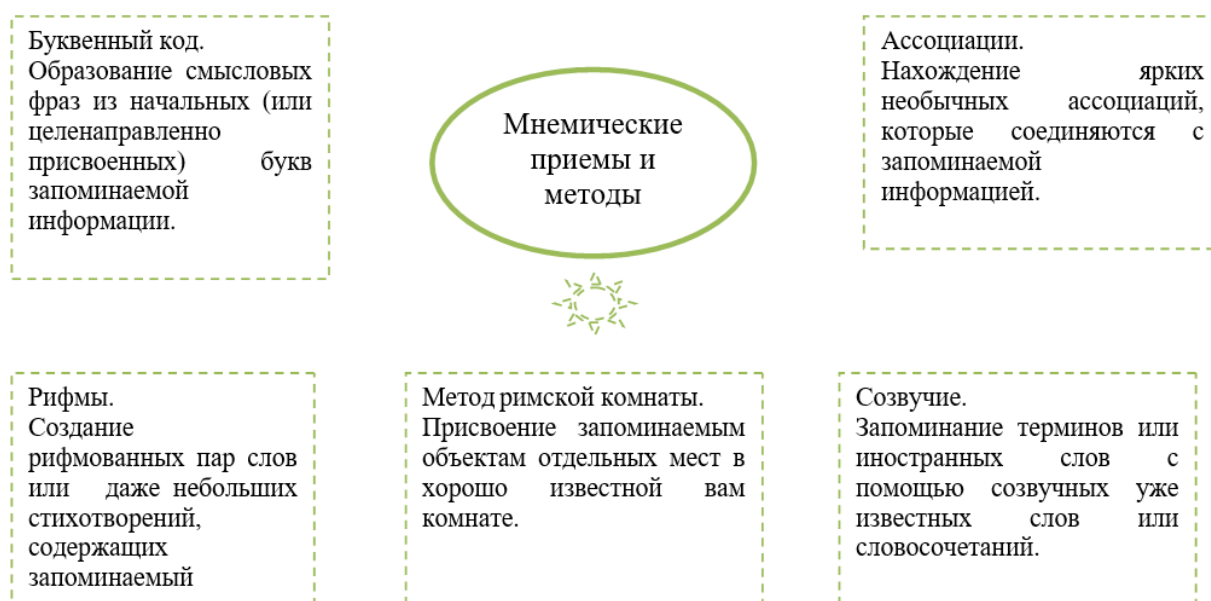 Буквенный код.
Образование смысловых
фраз из начальных (или
целенаправленно
присвоенных) букв
запоминаемой
информации.
Мнемические
приемы и
методы
Ассоциации.
Нахождение ярких
необычных ассоциаций,
которые соединяются с
запоминаемой
информацией.
Рифмы.
Создание
рифмованных пар слов
или даже небольших
стихотворений,
содержащих
запоминаемый
Метод римской комнаты.
Присвоение запоминаемым
объектам отдельных мест в
хорошо известной вам
комнате.
Созвучие.
Запоминание терминов или
иностранных слов с
помощью созвучных уже
известных слов или
словосочетаний.